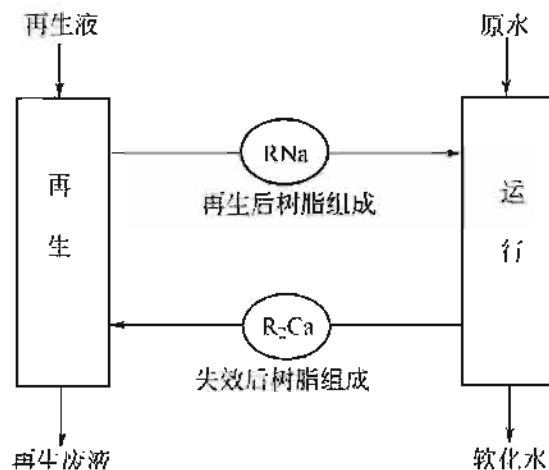 再生液
原水
RNa
再生后树脂组成
再生
运行
R₂Ca
失效后树脂组成
再生废液
软化水